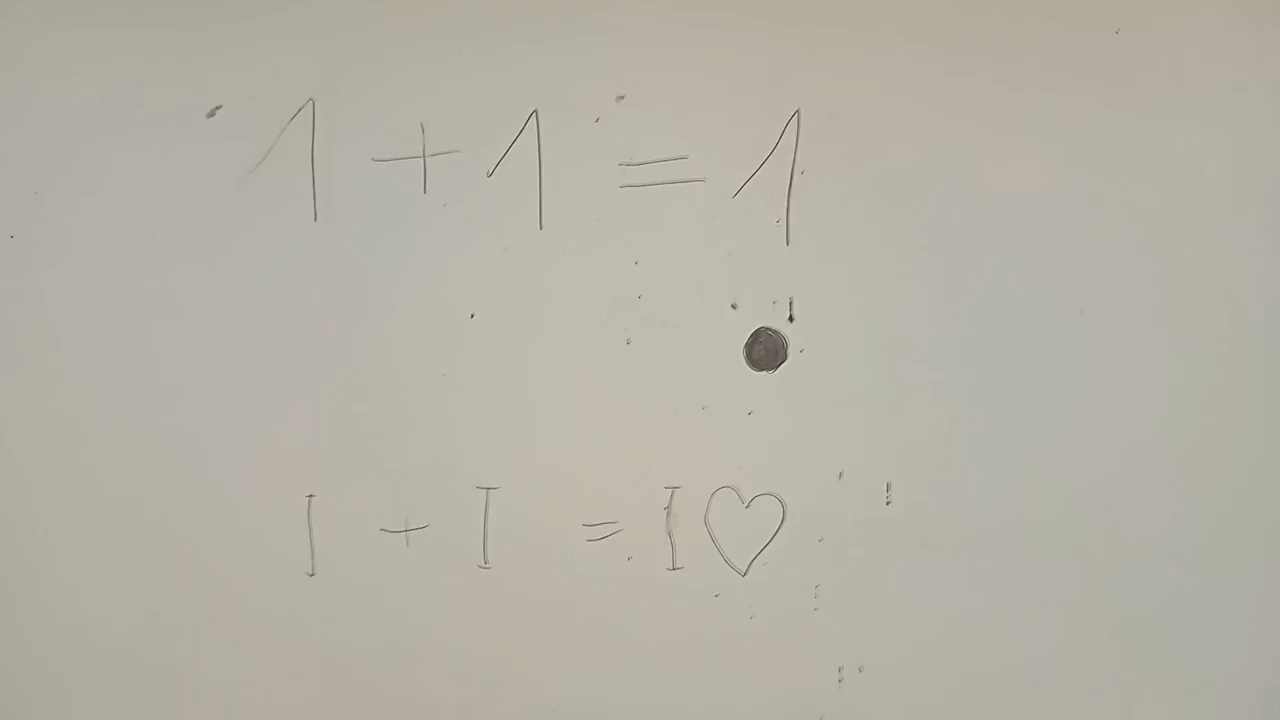 1 + 1 = 1
I + I = I ♡